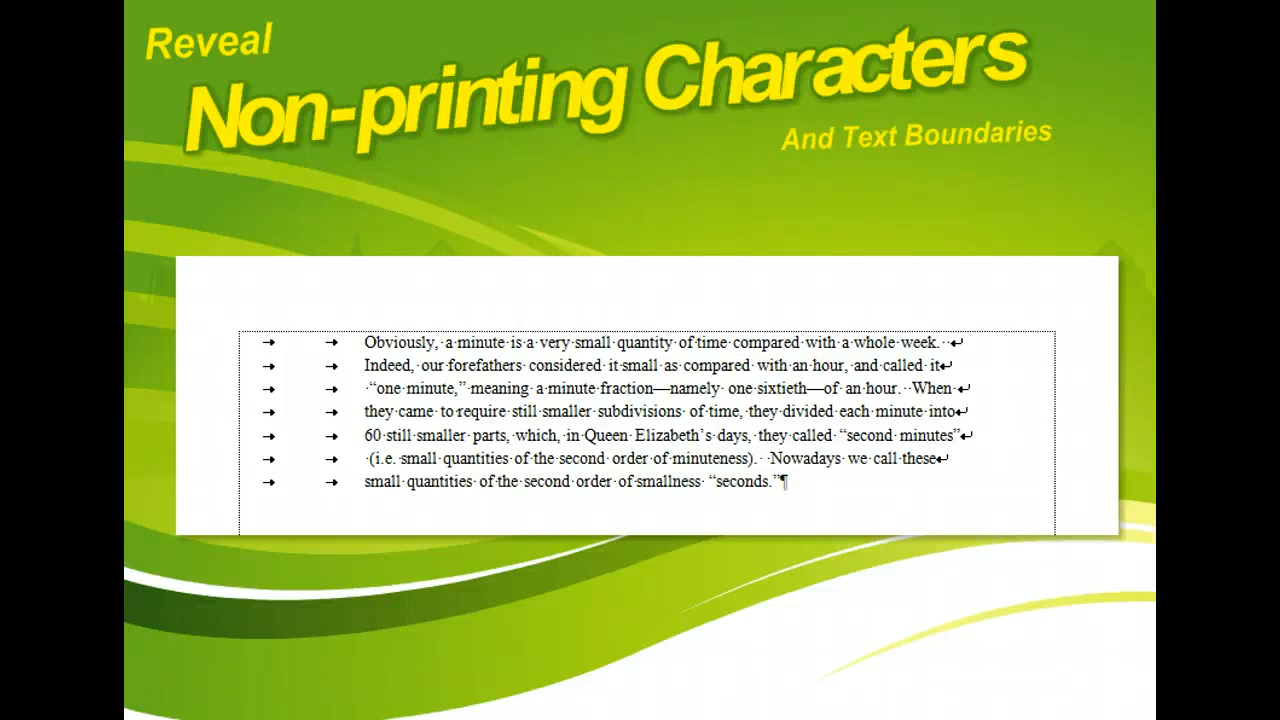 Reveal
Non-printing Characters
And Text Boundaries
→ → Obviously,·a·minute·is·a·very·small·quantity·of·time·compared·with·a·whole·week.··↵
→ → Indeed,·our·forefathers·considered·it·small·as·compared·with·an·hour,·and·called·it↵
→ → ·“one·minute,”·meaning·a·minute·fraction—namely·one·sixtieth—of·an·hour.··When·↵
→ → they·came·to·require·still·smaller·subdivisions·of·time,·they·divided·each·minute·into↵
→ → 60·still·smaller·parts,·which,·in·Queen·Elizabeth’s·days,·they·called·“second·minutes”↵
→ → ·(i.e.·small·quantities·of·the·second·order·of·minuteness).··Nowadays·we·call·these↵
→ → small·quantities·of·the·second·order·of·smallness·“seconds.”¶